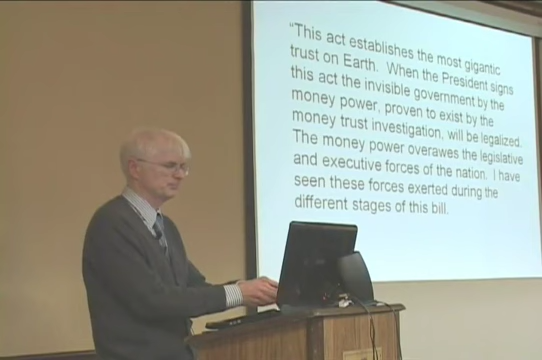 “This act establishes the most gigantic
trust on Earth. When the President signs
this act the invisible government by the
money power, proven to exist by the
money trust investigation, will be legalized.
The money power overawes the legislative
and executive forces of the nation. I have
seen these forces exerted during the
different stages of this bill.